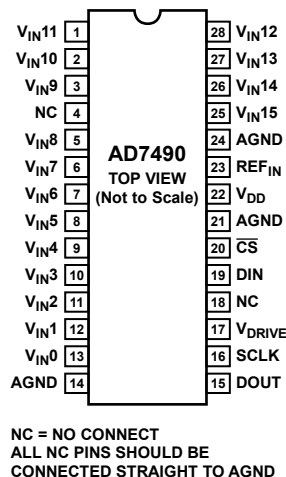 VIN11 1 28 VIN12
VIN10 2 27 VIN13
VIN9 3 26 VIN14
NC 4 25 VIN15
VIN8 5 24 AGND
VIN7 6 23 REFIN
VIN6 7 22 VDD
VIN5 8 21 AGND
VIN4 9 20 C̅S̅
VIN3 10 19 DIN
VIN2 11 18 NC
VIN1 12 17 VDRIVE
VIN0 13 16 SCLK
AGND 14 15 DOUT
AD7490
TOP VIEW
(Not to Scale)
NC = NO CONNECT
ALL NC PINS SHOULD BE
CONNECTED STRAIGHT TO AGND